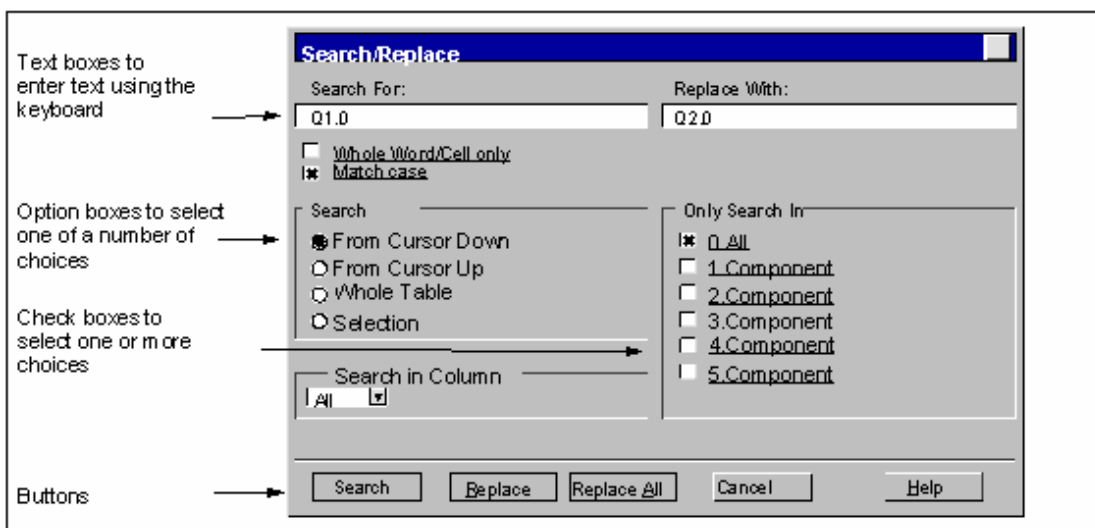 Text boxes to
enter text using the
keyboard
Option boxes to select
one of a number of
choices
Check boxes to
select one or more
choices
Buttons
Search/Replace
Search For:
Replace With:
Q1.0
Q2.0
Whole Word/Cell only
Match case
Search
From Cursor Down
From Cursor Up
Whole Table
Selection
Search in Column
All
Only Search In
0.All
1.Component
2.Component
3.Component
4.Component
5.Component
Search
Replace
Replace All
Cancel
Help